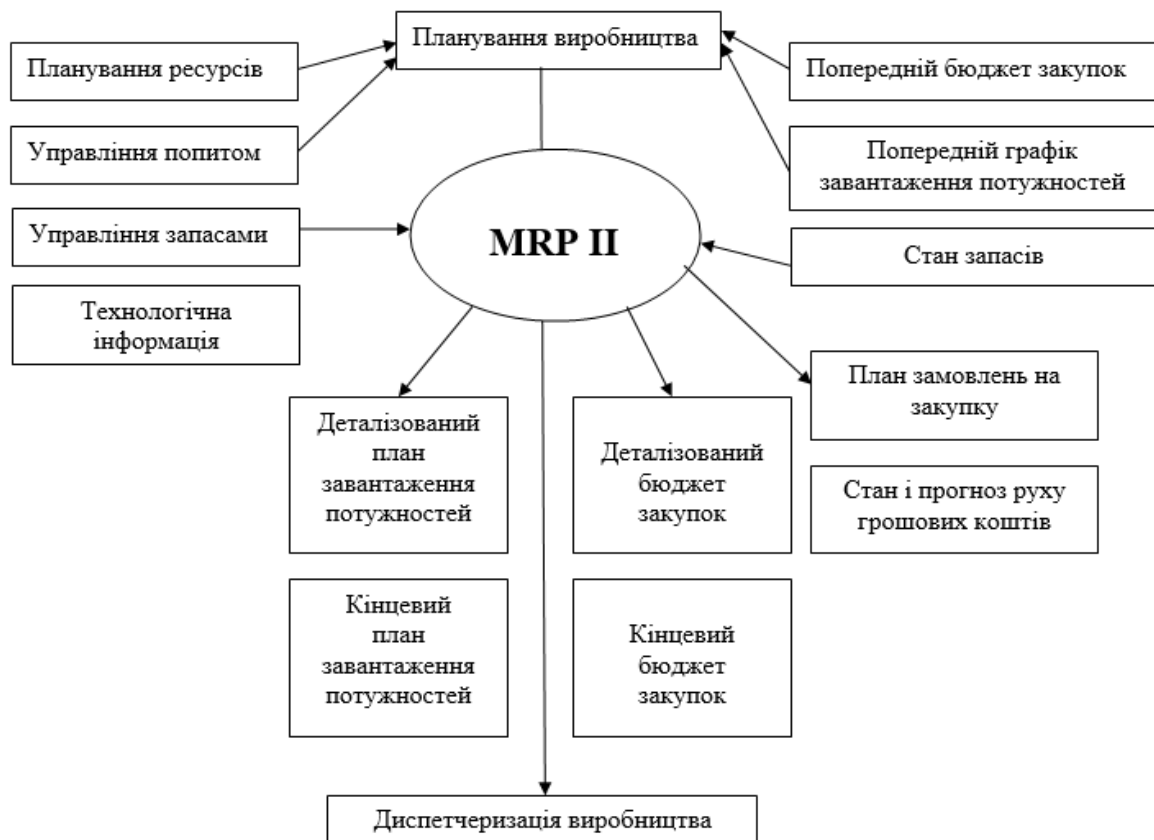 Планування виробництва
Планування ресурсів
Попередній бюджет закупок
Управління попитом
Попередній графік
завантаження потужностей
Управління запасами
MRP II
Стан запасів
Технологічна
інформація
План замовлень на
закупку
Деталізований
план
завантаження
потужностей
Деталізований
бюджет
закупок
Стан і прогноз руху
грошових коштів
Кінцевий
план
завантаження
потужностей
Кінцевий
бюджет
закупок
Диспетчеризація виробництва